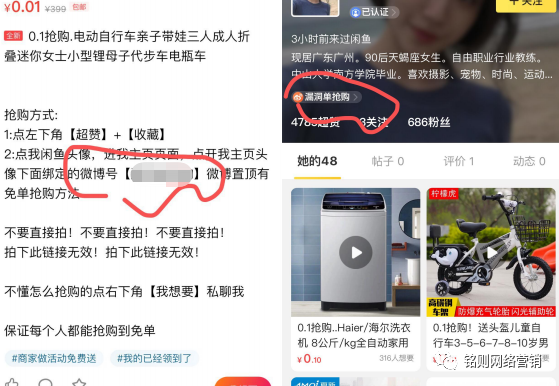 ¥0.01 ¥399 包邮
全新 0.1抢购.电动自行车亲子带娃三人成人折
叠迷你女士小型锂母子代步车电瓶车
抢购方式:
1:点左下角【超赞】+【收藏】
2:点我闲鱼头像，进我主页页面，点开我主页头
像下面绑定的微博号【】微博置顶有
免单抢购方法
不要直接拍！不要直接拍！不要直接拍！
拍下此链接无效！拍下此链接无效！
不懂怎么抢购的点右下角【我想要】私聊我
保证每个人都能抢购到免单
#商家做活动免费送
#我的已经领到了
已认证 >
关注
3小时前来过闲鱼
现居广东广州。90后天蝎座女生。自由职业行教练。
中山大学南方学院毕业。喜欢摄影、宠物、时尚、运动...
漏洞单抢购 >
4785超赞 关注 686粉丝
她的48 帖子 0 评价 1 动态 0
0.1抢购..Haier/海尔洗衣
机 8公斤/kg全自动家用
¥0.10 316人想要
柠檬虎
高碳钢
车架
防爆充气轮胎 闪光辅助轮
0.1抢购！送头盔儿童自
行车3-5-6-7-8-10岁男
铭则网络营销